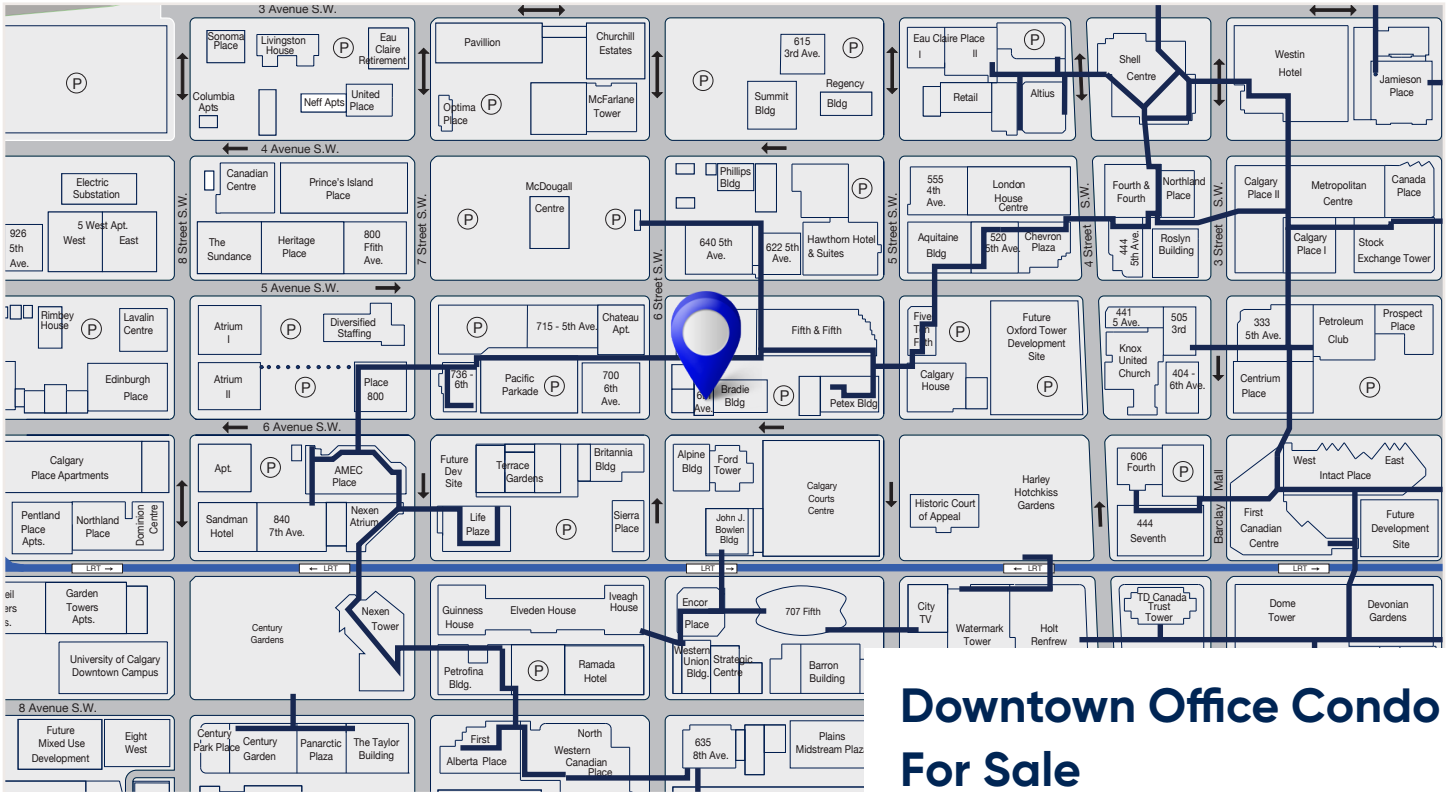 3 Avenue S.W.
Sonoma
Place
Livingston
House
P
Eau
Claire
Retirement
Pavillion
Churchill
Estates
615
3rd Ave.
P
Eau Claire Place
I
II
P
Shell
Centre
Westin
Hotel
Jamieson
Place
P
Columbia
Apts
Neff Apts
United
Place
Optima
Place
P
McFarlane
Tower
P
Summit
Bldg
Regency
Bldg
Retail
Altius
4 Avenue S.W.
Electric
Substation
926
5th
Ave.
5 West Apt.
West
East
8 Street S.W.
Canadian
Centre
Prince's Island
Place
The
Sundance
Heritage
Place
800
Ffith
Ave.
7 Street S.W.
P
McDougall
Centre
P
6 Street S.W.
Phillips
Bldg
P
640 5th
Ave.
622 5th
Ave.
Hawthorn Hotel
& Suites
5 Street S.W.
555
4th
Ave.
London
House
Centre
Aquitaine
Bldg
520
5th Ave.
Chevron
Plaza
4 Street S.W.
Fourth &
Fourth
Northland
Place
444
5th Ave.
Roslyn
Building
3 Street S.W.
Calgary
Place II
Metropolitan
Centre
Canada
Place
Calgary
Place I
Stock
Exchange Tower
5 Avenue S.W.
Rimbey
House
P
Lavalin
Centre
Edinburgh
Place
Atrium
I
P
Diversified
Staffing
Atrium
II
P
Place
800
P
715 - 5th Ave.
Chateau
Apt.
736 -
6th
Pacific
Parkade
P
700
6th
Ave.
Fifth & Fifth
Ave.
Bradie
Bldg
P
Petex Bldg
Five
Ten
Fifth
P
Calgary
House
Future
Oxford Tower
Development
Site
P
441
5 Ave.
505
3rd
Knox
United
Church
404 -
6th Ave.
333
5th Ave.
Petroleum
Club
Prospect
Place
Centrium
Place
P
6 Avenue S.W.
Calgary
Place Apartments
Pentland
Place
Apts.
Northland
Place
Dominion
Centre
Apt.
P
AMEC
Place
Sandman
Hotel
840
7th Ave.
Nexen
Atrium
Future
Dev
Site
Terrace
Gardens
Britannia
Bldg
Life
Plaze
P
Sierra
Place
Alpine
Bldg
Ford
Tower
John J.
Bowlen
Bldg
Calgary
Courts
Centre
Historic Court
of Appeal
Harley
Hotchkiss
Gardens
606
Fourth
P
444
Seventh
Barclay Mall
West
East
Intact Place
First
Canadian
Centre
Future
Development
Site
LRT →
← LRT
LRT →
← LRT
LRT →
Garden
Towers
Apts.
University of Calgary
Downtown Campus
Century
Gardens
Nexen
Tower
Guinness
House
Elveden House
Iveagh
House
Petrofina
Bldg.
P
Ramada
Hotel
Encor
Place
707 Fifth
Western
Union
Bldg.
Strategic
Centre
Barron
Building
City
TV
Watermark
Tower
Holt
Renfrew
TD Canada
Trust
Tower
Dome
Tower
Devonian
Gardens
8 Avenue S.W.
Future
Mixed Use
Development
Eight
West
Century
Park Place
Century
Garden
Panarctic
Plaza
The Taylor
Building
First
Alberta Place
North
Western
Canadian
Place
635
8th Ave.
Plains
Midstream Plaz
Downtown Office Condo
For Sale